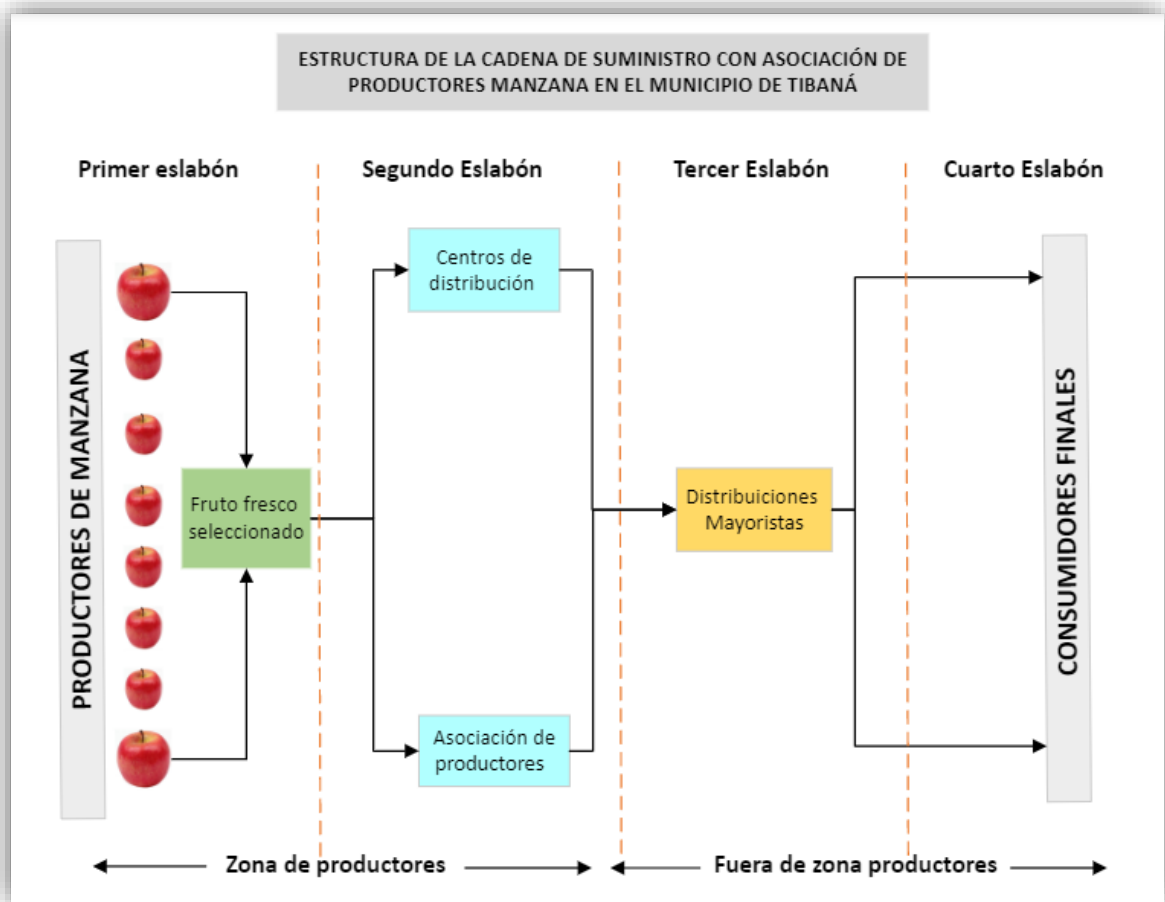 ESTRUCTURA DE LA CADENA DE SUMINISTRO CON ASOCIACIÓN DE
PRODUCTORES MANZANA EN EL MUNICIPIO DE TIBANÁ
Primer eslabón
Segundo Eslabón
Tercer Eslabón
Cuarto Eslabón
PRODUCTORES DE MANZANA
Fruto fresco
seleccionado
Centros de
distribución
Asociación de
productores
Distribuiciones
Mayoristas
CONSUMIDORES FINALES
Zona de productores
Fuera de zona productores